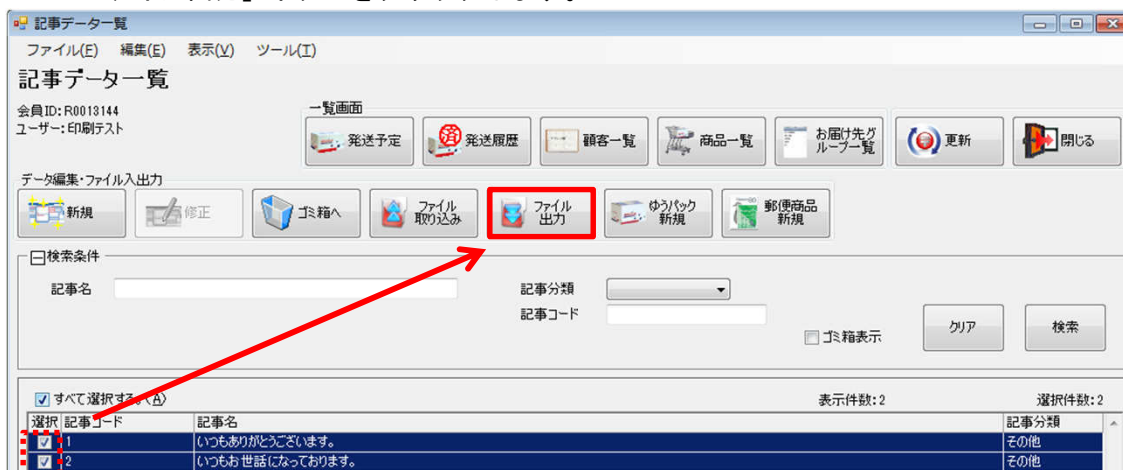 記事データ一覧
ファイル(F) 編集(E) 表示(V) ツール(T)
記事データ一覧
会員ID:R0013144
ユーザー:印刷テスト
一覧画面
発送予定
済 発送履歴
顧客一覧
商品一覧
お届け先グ
ループ一覧
更新
閉じる
データ編集・ファイル入出力
新規
修正
ゴミ箱へ
ファイル
取り込み
ファイル
出力
ゆうパック
新規
郵便商品
新規
検索条件
記事名
記事分類
記事コード
ゴミ箱表示
クリア
検索
すべて選択する。(A)
表示件数:2
選択件数:2
選択 記事コード 記事名 記事分類
1 いつもありがとうございます。 その他
2 いつもお世話になっております。 その他